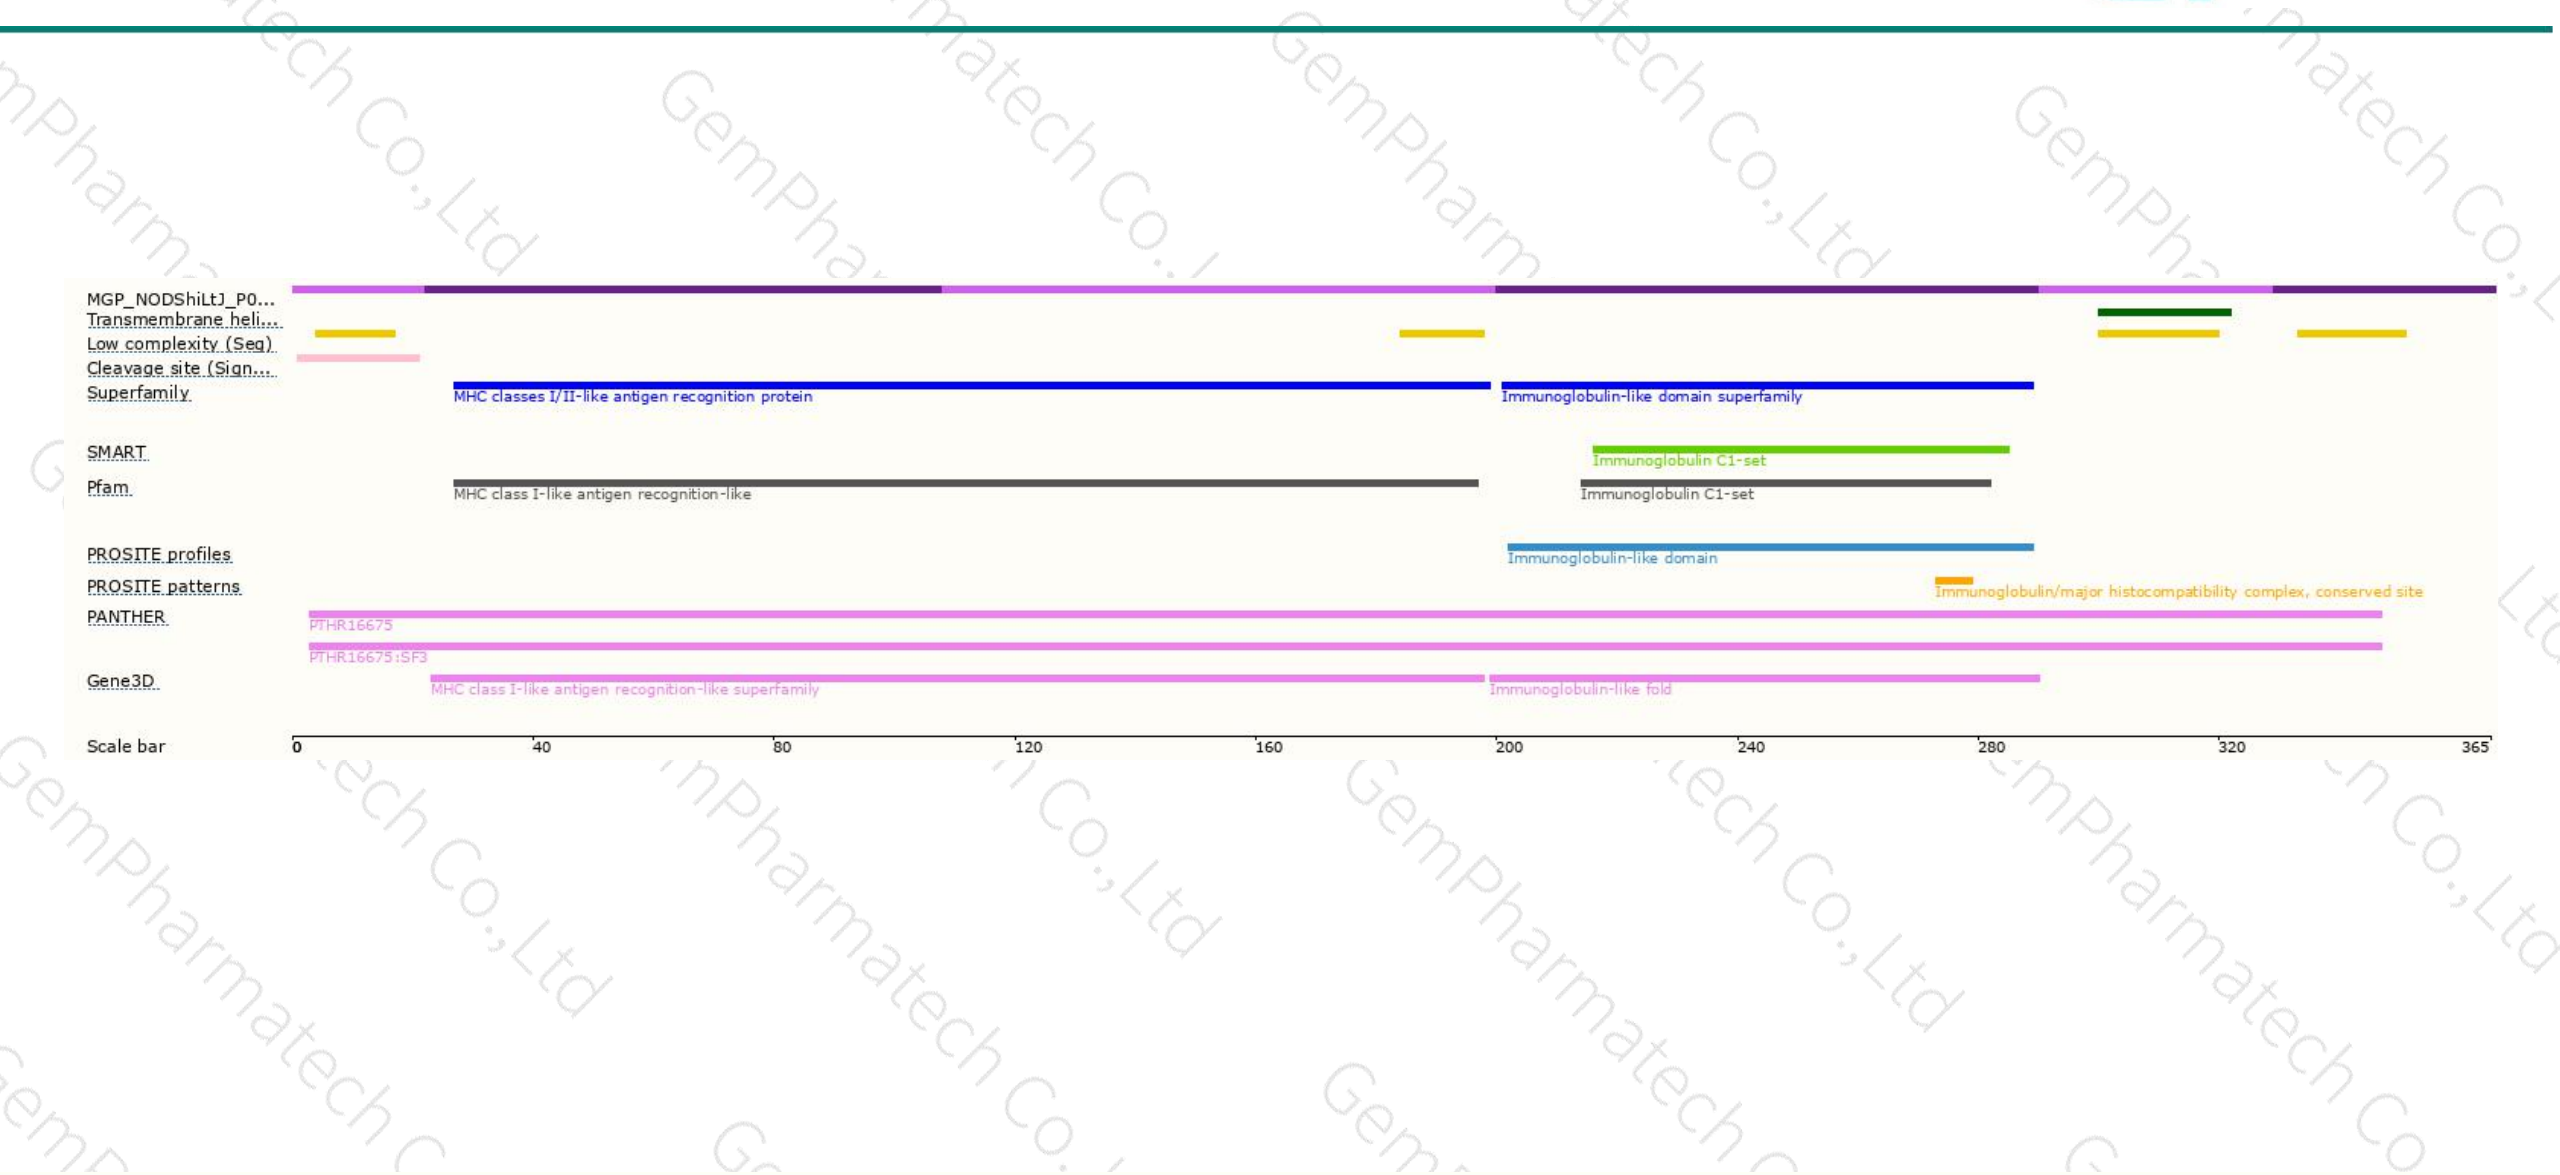 MGP_NODShiLtJ_P0...
Transmembrane heli...
Low complexity (Seg)
Cleavage site (Sign...
Superfamily
MHC classes I/II-like antigen recognition protein
Immunoglobulin-like domain superfamily
SMART
Immunoglobulin C1-set
Pfam
MHC class I-like antigen recognition-like
Immunoglobulin C1-set
PROSITE profiles
Immunoglobulin-like domain
PROSITE patterns
Immunoglobulin/major histocompatibility complex, conserved site
PANTHER
PTHR16675
PTHR16675:SF3
Gene3D
MHC class I-like antigen recognition-like superfamily
Immunoglobulin-like fold
Scale bar
0 40 80 120 160 200 240 280 320 365
GemPharmatech Co.,Ltd